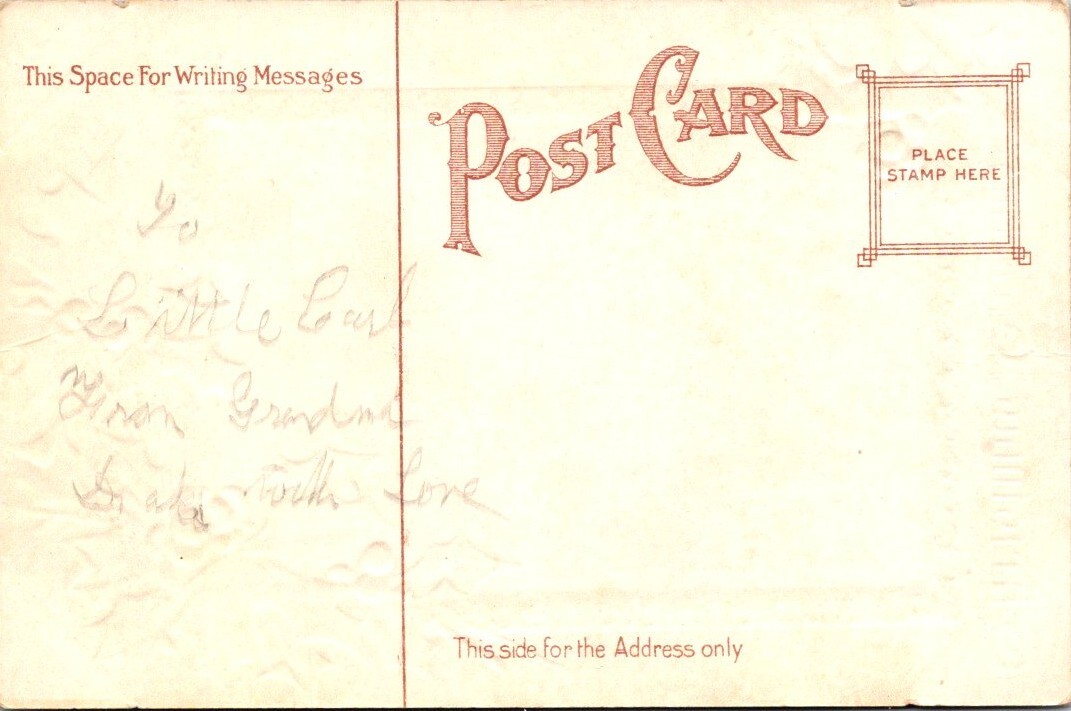 This Space For Writing Messages
POST CARD
PLACE
STAMP HERE
To
Little Carl
From Grandma
Drake with Love
This side for the Address only